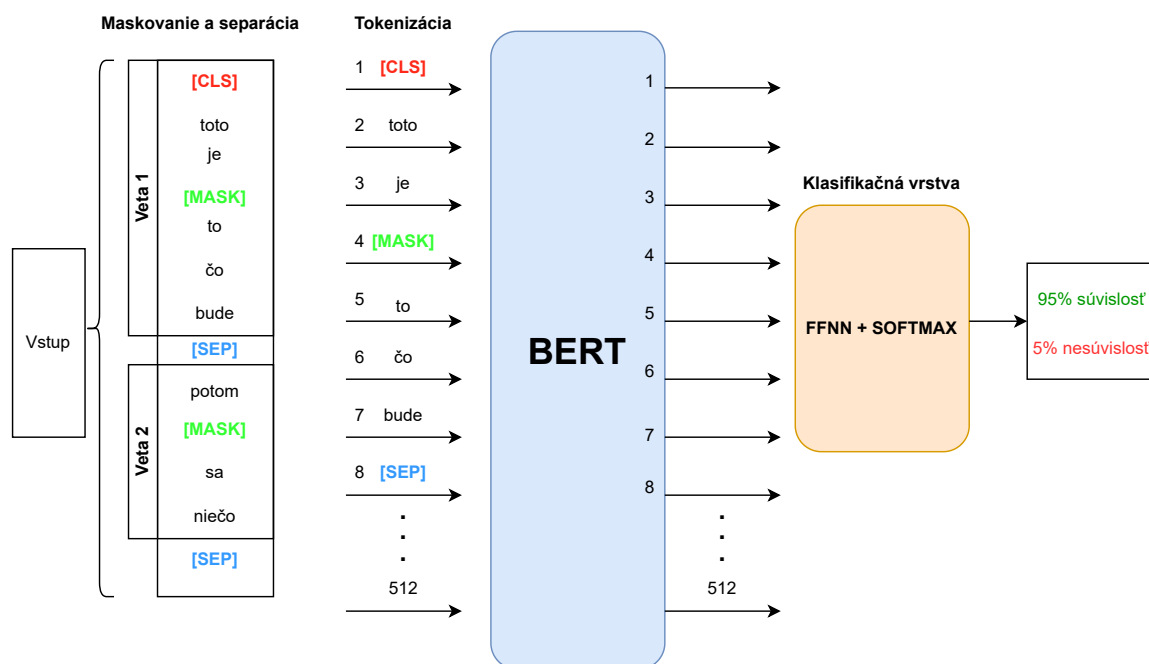 Maskovanie a separácia
Vstup
Veta 1
[CLS]
toto
je
[MASK]
to
čo
bude
[SEP]
Veta 2
potom
[MASK]
sa
niečo
[SEP]
Tokenizácia
1 [CLS]
2 toto
3 je
4 [MASK]
5 to
6 čo
7 bude
8 [SEP]
.
.
.
512
BERT
1
2
3
4
5
6
7
8
.
.
.
512
Klasifikačná vrstva
FFNN + SOFTMAX
95% súvislosť
5% nesúvislosť